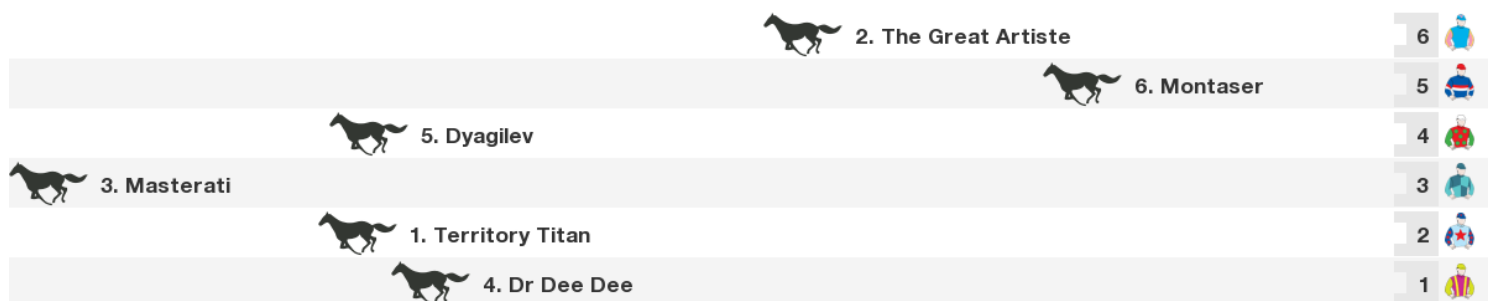 2. The Great Artiste 6
6. Montaser 5
5. Dyagilev 4
3. Masterati 3
1. Territory Titan 2
4. Dr Dee Dee 1